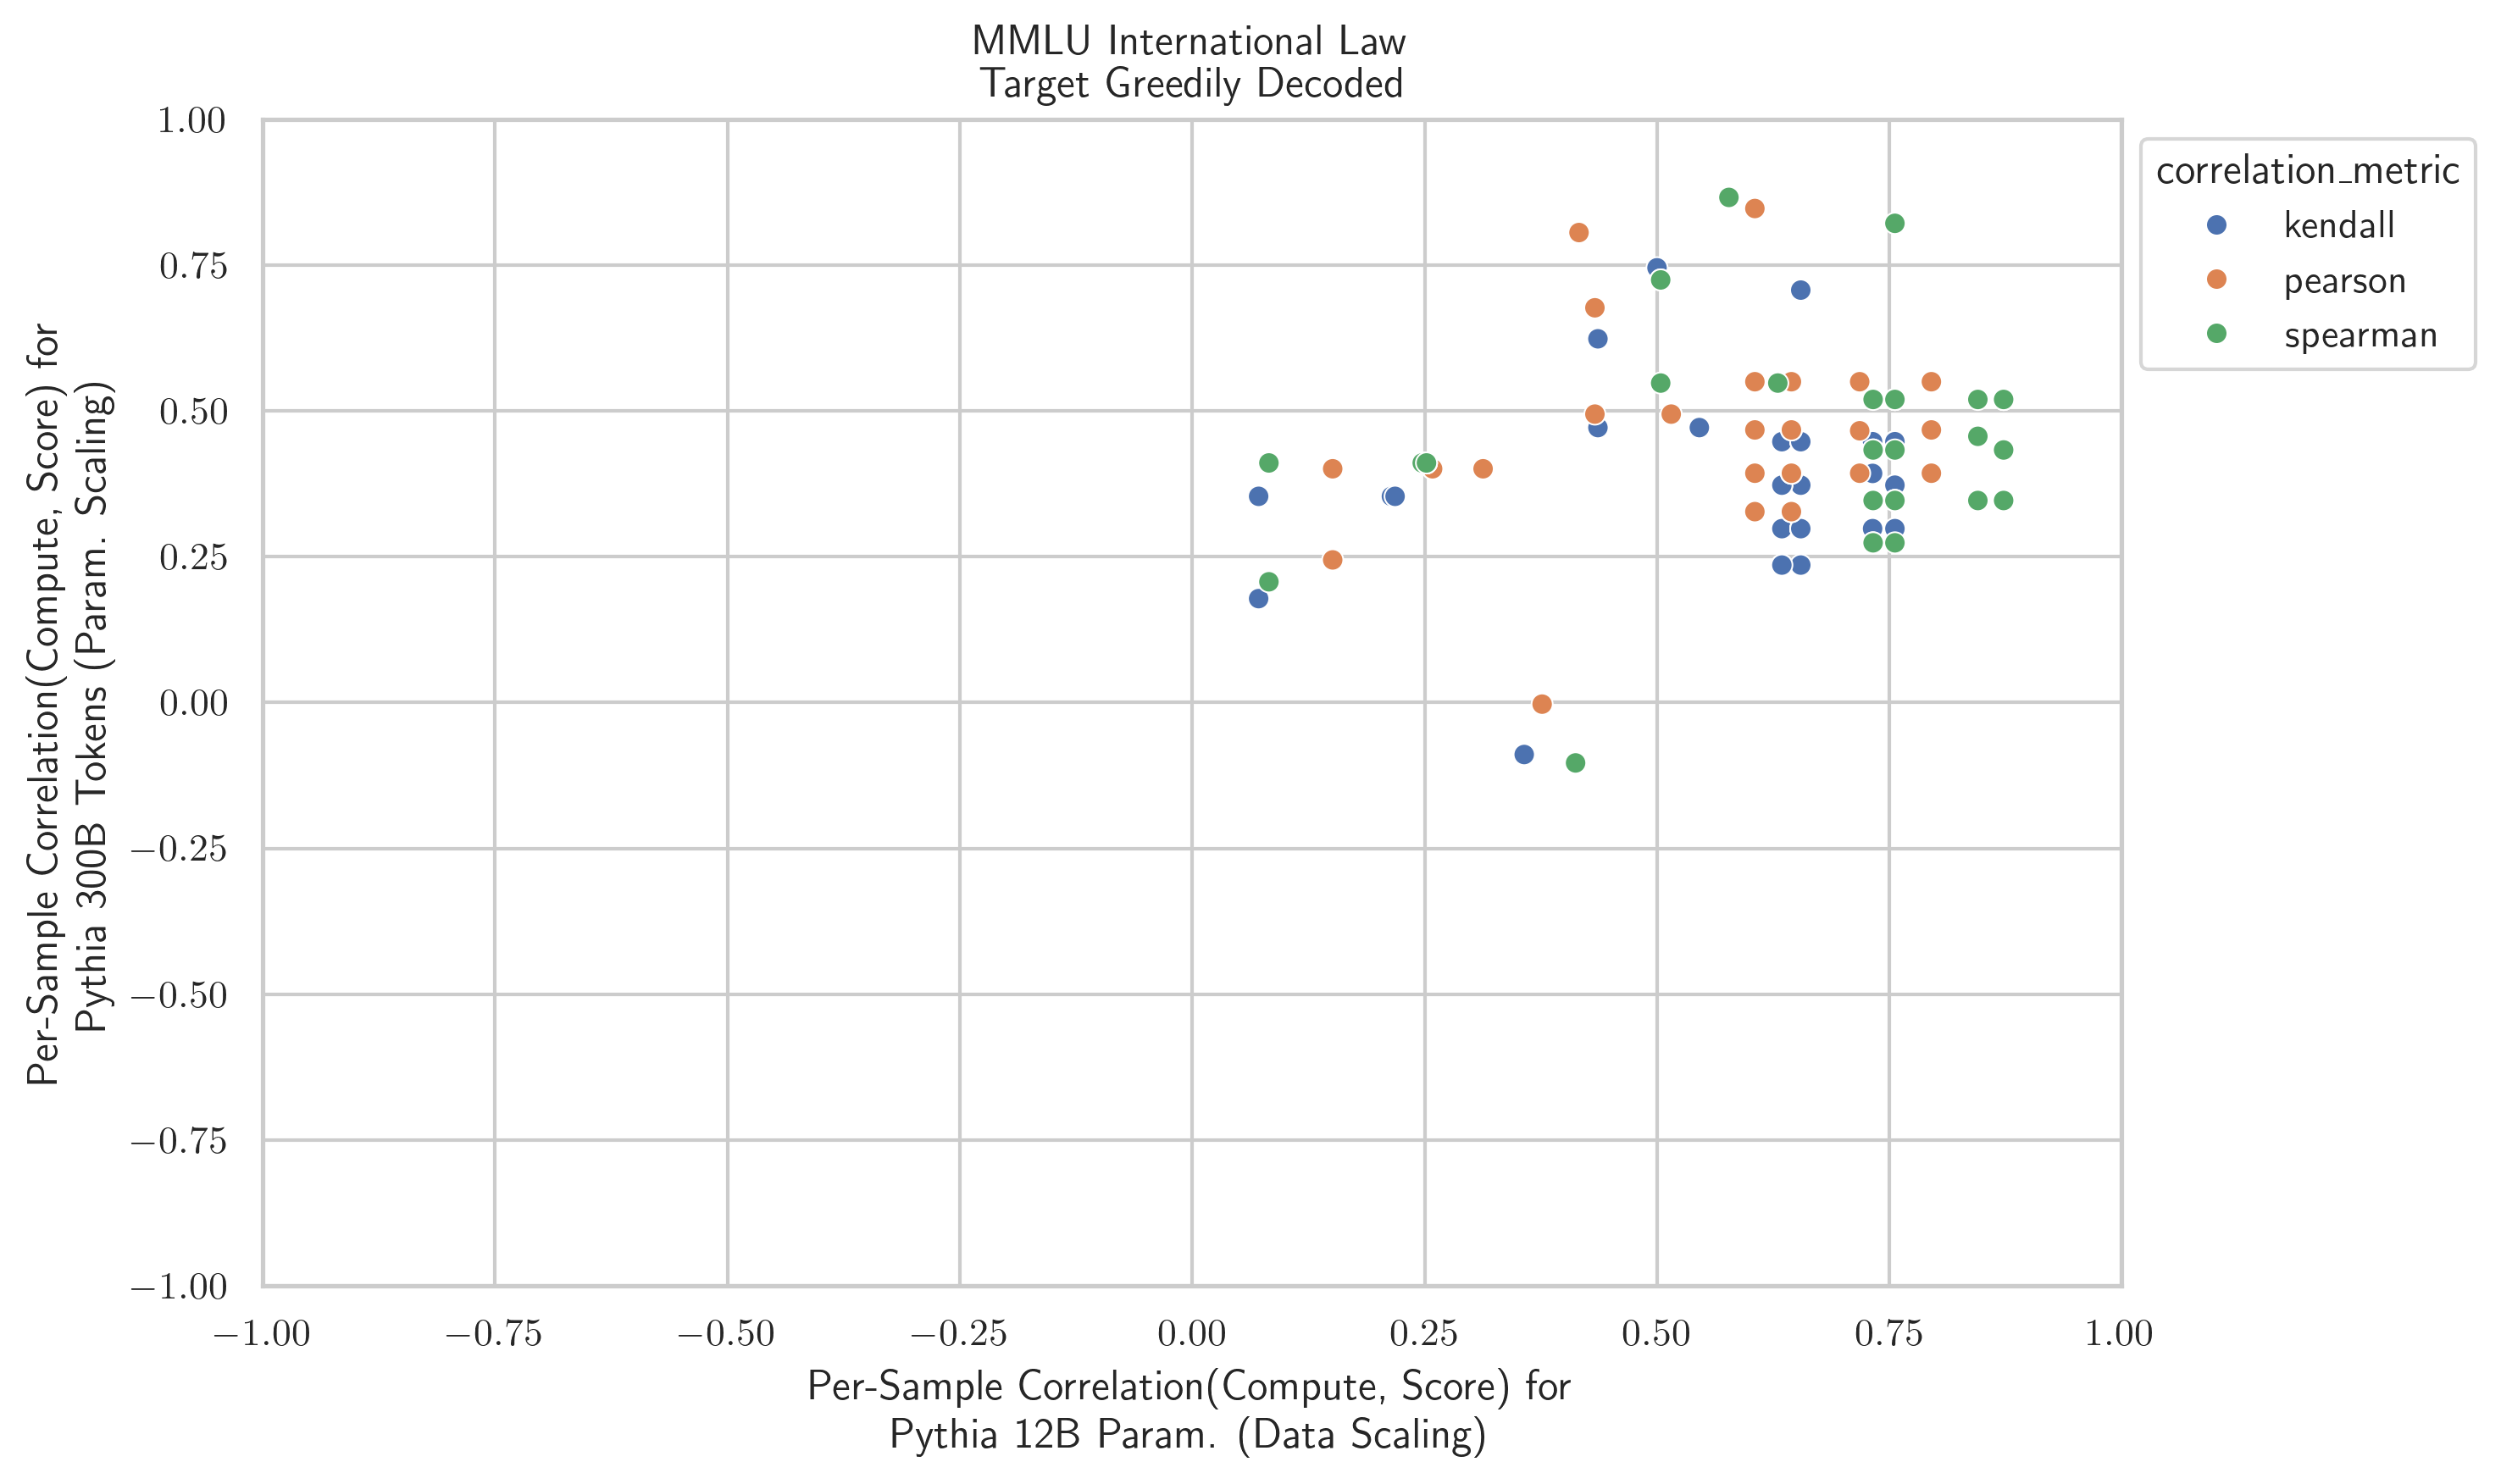 MMLU International Law
Target Greedily Decoded
Per-Sample Correlation(Compute, Score) for
Pythia 300B Tokens (Param. Scaling)
1.00
0.75
0.50
0.25
0.00
−0.25
−0.50
−0.75
−1.00
−1.00 −0.75 −0.50 −0.25 0.00 0.25 0.50 0.75 1.00
Per-Sample Correlation(Compute, Score) for
Pythia 12B Param. (Data Scaling)
correlation_metric
kendall
pearson
spearman